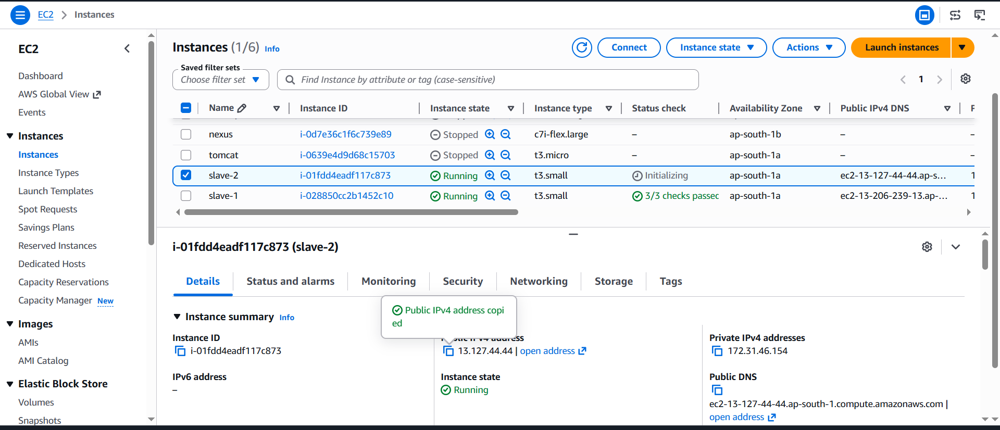 EC2 > Instances
EC2
Dashboard
AWS Global View
Events
Instances
Instances
Instance Types
Launch Templates
Spot Requests
Savings Plans
Reserved Instances
Dedicated Hosts
Capacity Reservations
Capacity Manager New
Images
AMIs
AMI Catalog
Elastic Block Store
Volumes
Snapshots
Instances (1/6) Info
Connect
Instance state
Actions
Launch instances
Saved filter sets
Choose filter set
Find Instance by attribute or tag (case-sensitive)
1
Name Instance ID Instance state Instance type Status check Availability Zone Public IPv4 DNS
nexus i-0d7e36c1f6c739e89 Stopped c7i-flex.large – ap-south-1b – –
tomcat i-0639e4d9d68c15703 Stopped t3.micro – ap-south-1a – –
slave-2 i-01fdd4eadf117c873 Running t3.small Initializing ap-south-1a ec2-13-127-44-44.ap-s... 1
slave-1 i-028850cc2b1452c10 Running t3.small 3/3 checks passed ap-south-1a ec2-13-206-239-13.ap-... 1
i-01fdd4eadf117c873 (slave-2)
Details Status and alarms Monitoring Security Networking Storage Tags
Public IPv4 address copi
ed
Instance summary Info
Instance ID
i-01fdd4eadf117c873
Public IPv4 address
13.127.44.44 | open address
Private IPv4 addresses
172.31.46.154
IPv6 address
–
Instance state
Running
Public DNS
ec2-13-127-44-44.ap-south-1.compute.amazonaws.com |
open address